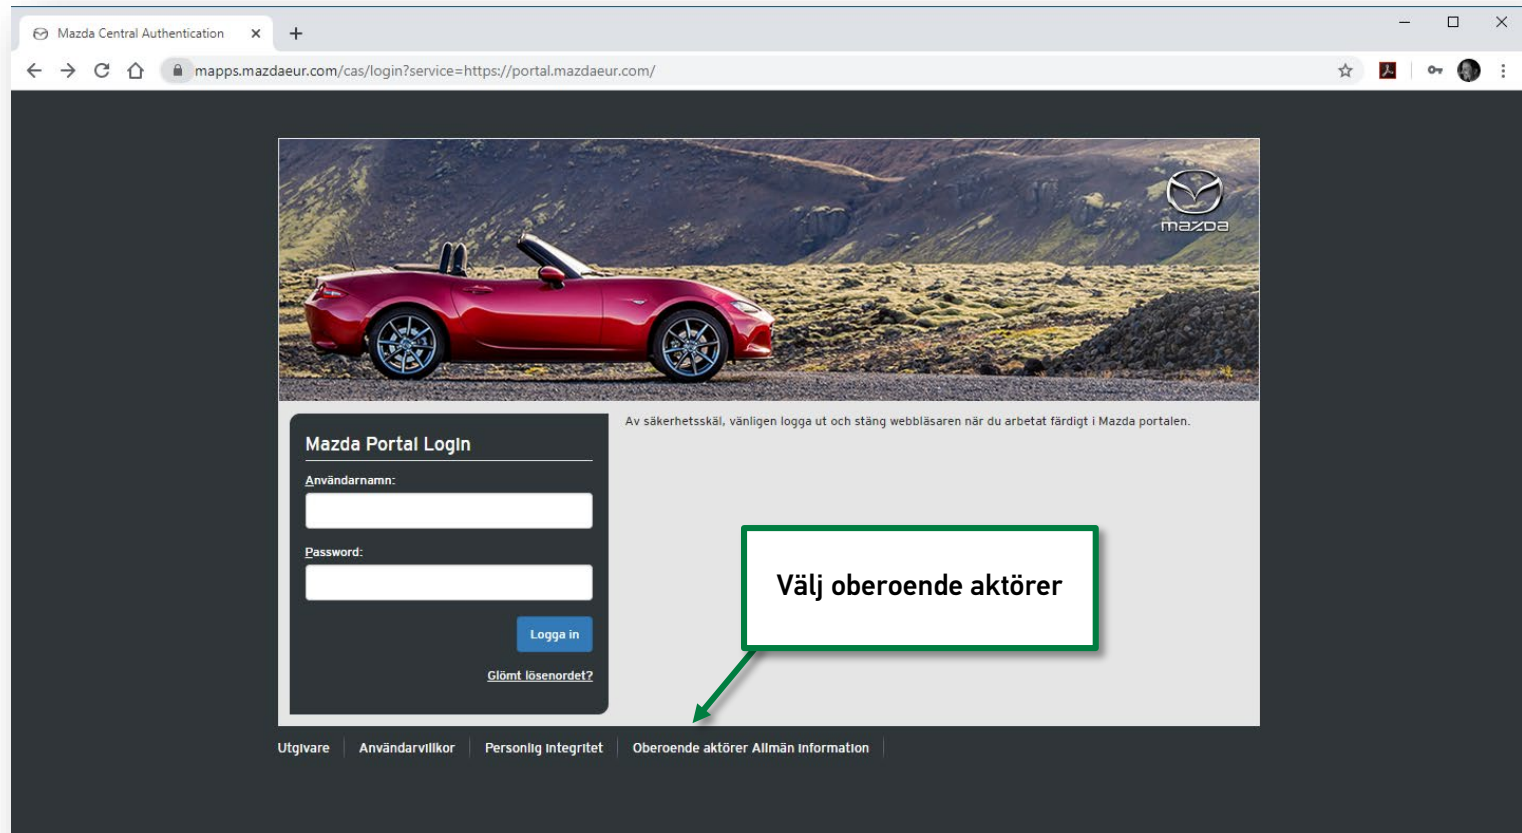 Mazda Central Authentication
mapps.mazdaeur.com/cas/login?service=https://portal.mazdaeur.com/
mazda
Mazda Portal Login
Av säkerhetsskäl, vänligen logga ut och stäng webbläsaren när du arbetat färdigt i Mazda portalen.
Användarnamn:
Password:
Logga in
Glömt lösenordet?
Välj oberoende aktörer
Utgivare
Användarvillkor
Personlig integritet
Oberoende aktörer Allmän information